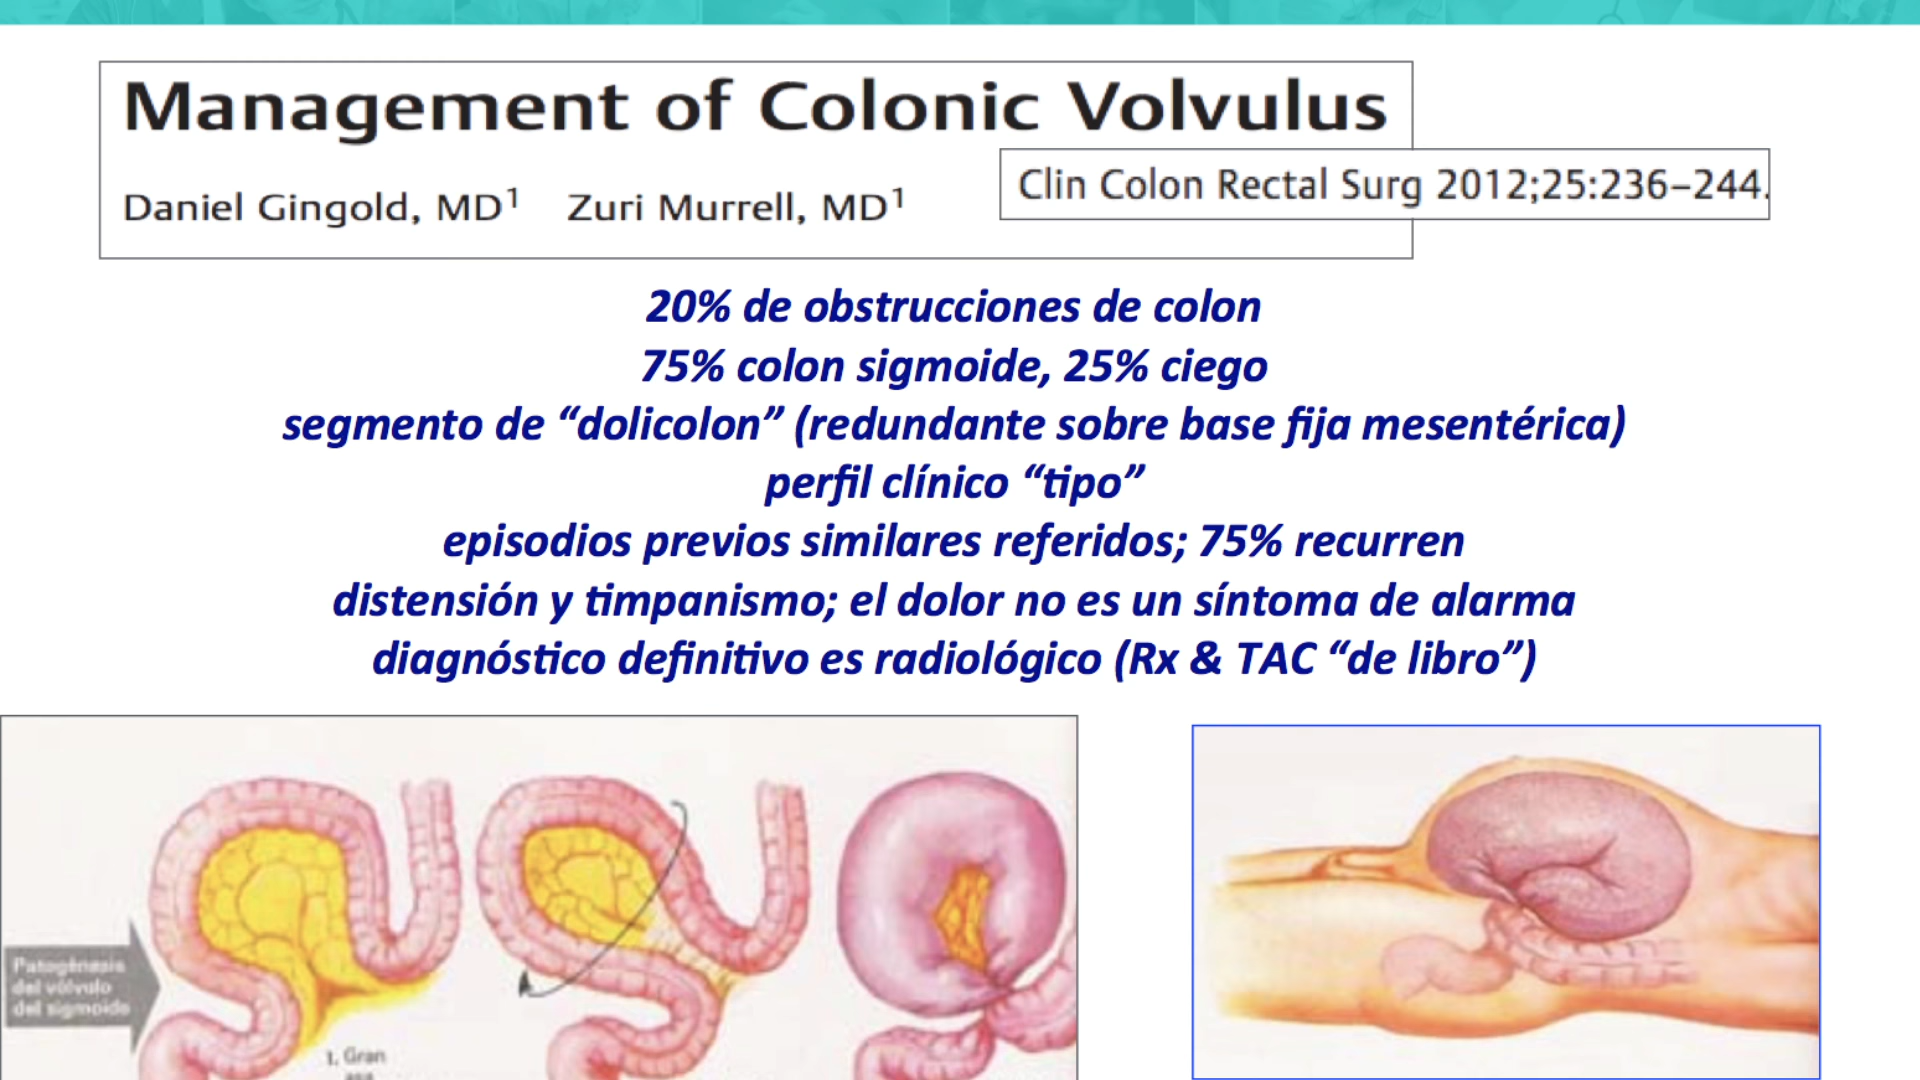 Management of Colonic Volvulus
Daniel Gingold, MD¹ Zuri Murrell, MD¹
Clin Colon Rectal Surg 2012;25:236–244.
20% de obstrucciones de colon
75% colon sigmoide, 25% ciego
segmento de “dolicolon” (redundante sobre base fija mesentérica)
perfil clínico “tipo”
episodios previos similares referidos; 75% recurren
distensión y timpanismo; el dolor no es un síntoma de alarma
diagnóstico definitivo es radiológico (Rx & TAC “de libro”)
Patogénesis
del vólvulo
del sigmoide
1. Gran
asa